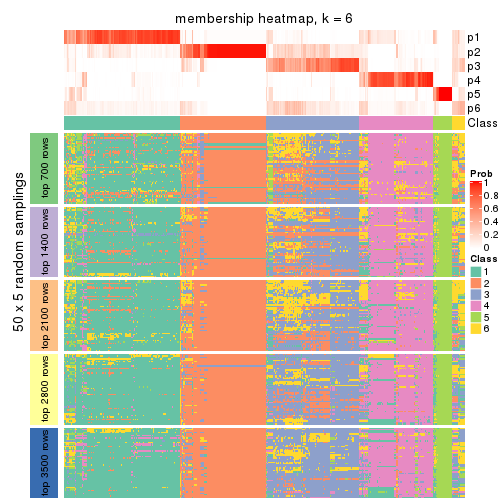 membership heatmap, k = 6
p1
p2
p3
p4
p5
p6
Class
50 x 5 random samplings
top 700 rows
top 1400 rows
top 2100 rows
top 2800 rows
top 3500 rows
Prob
1
0.8
0.6
0.4
0.2
0
Class
1
2
3
4
5
6